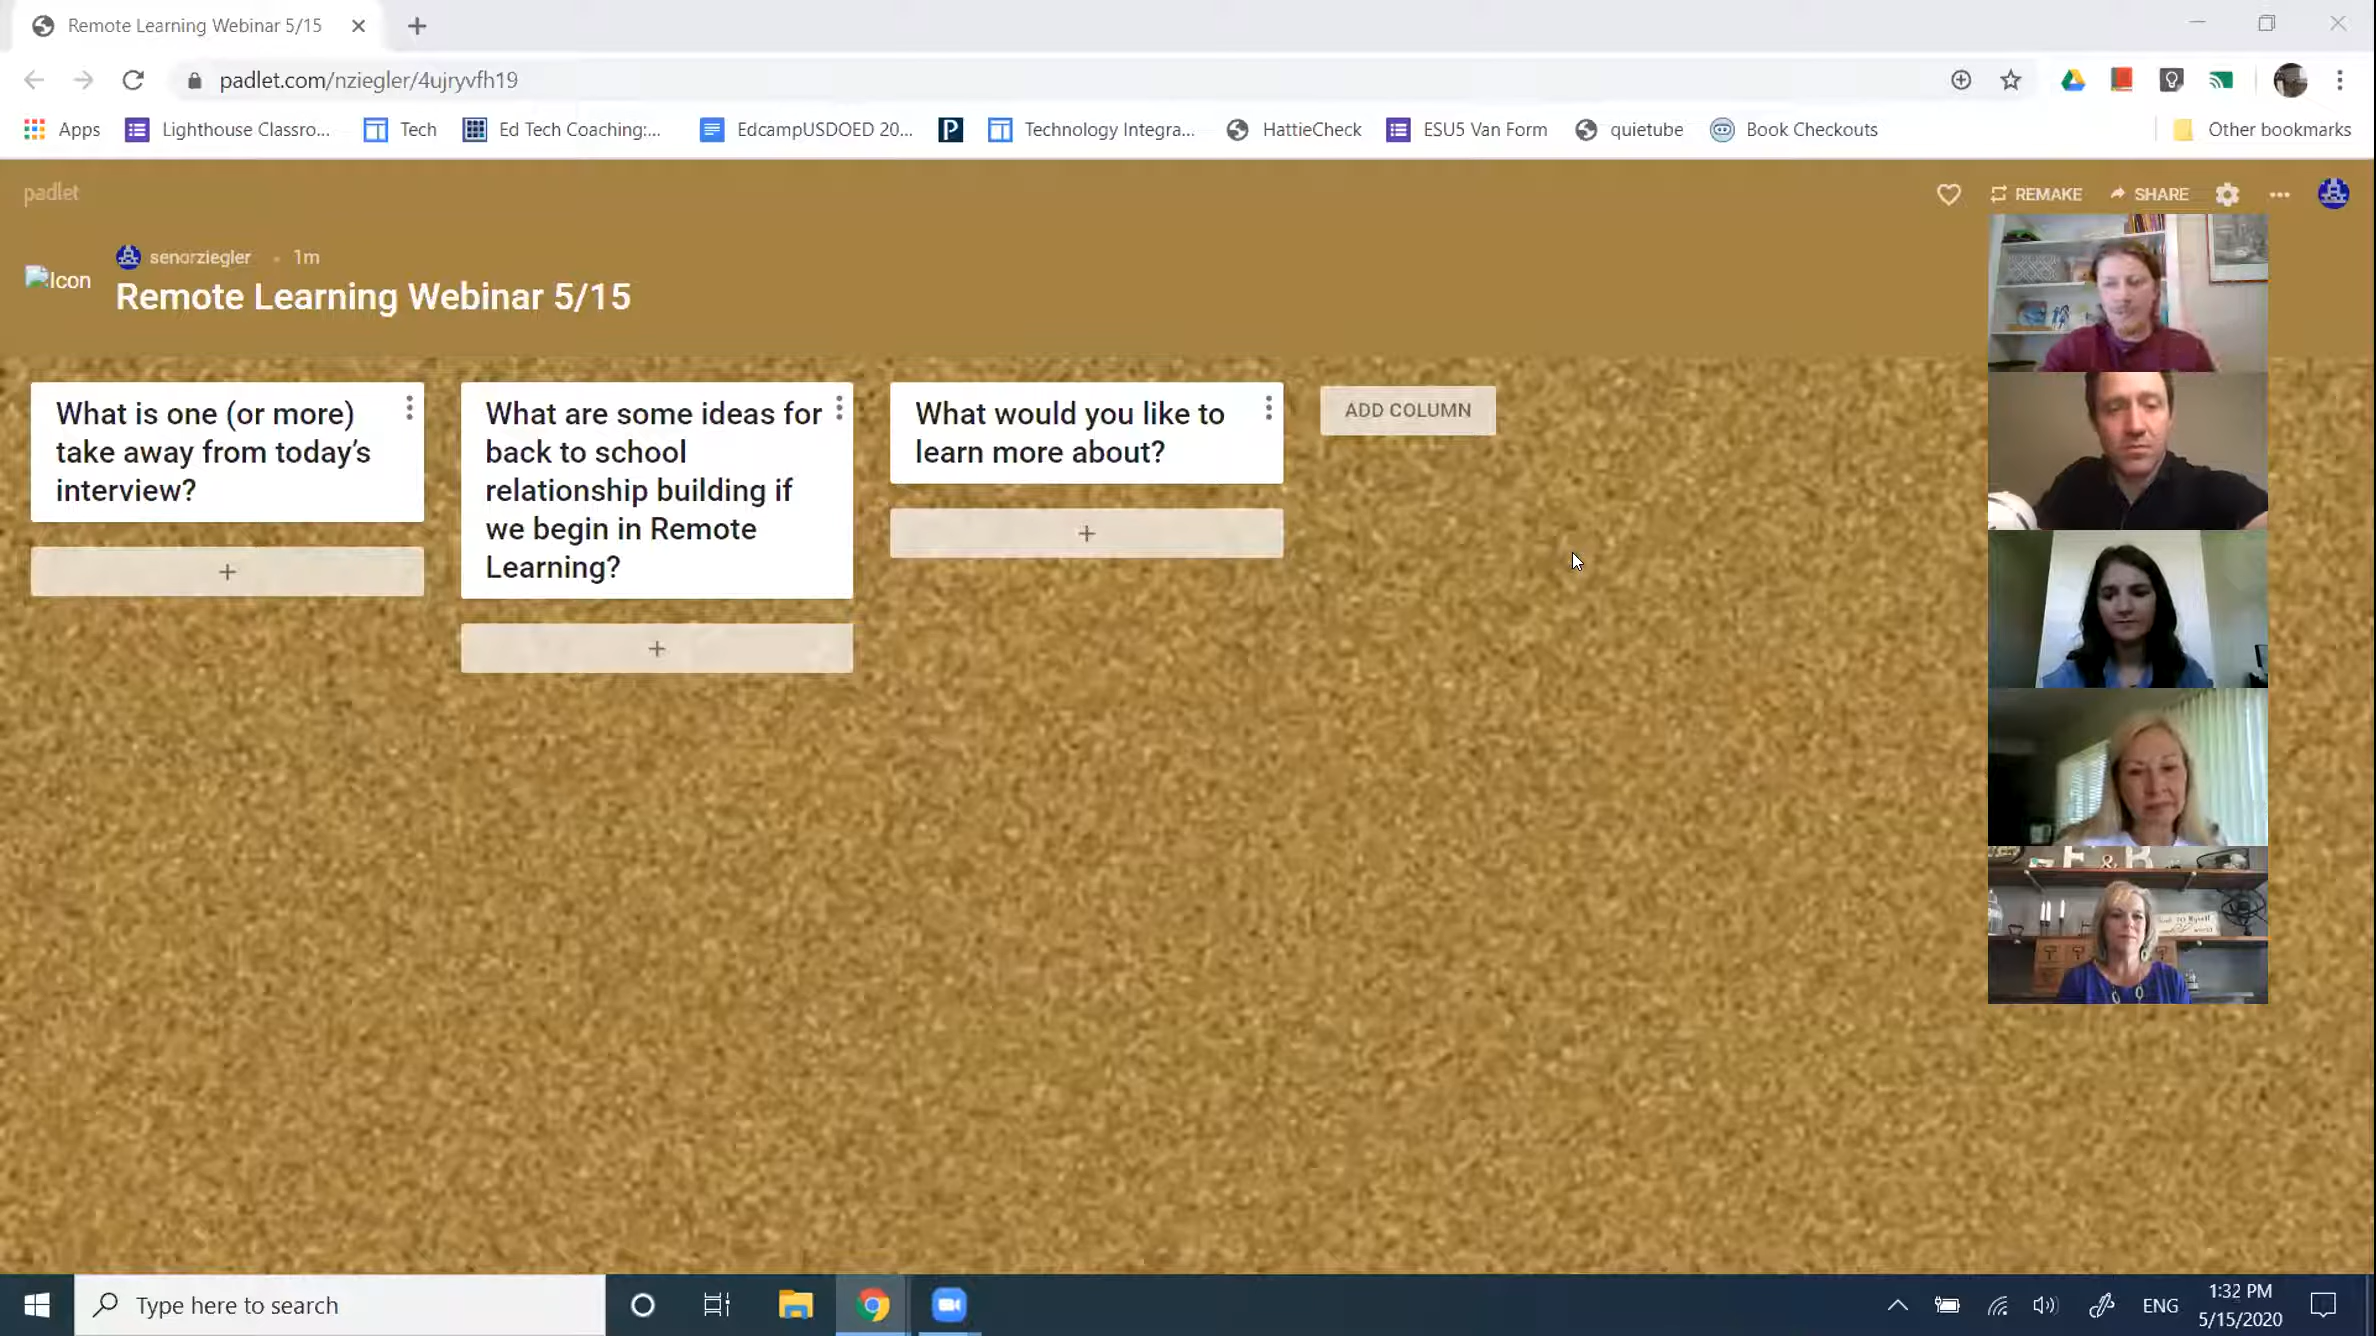 Remote Learning Webinar 5/15
padlet.com/nziegler/4ujryvfh19
Apps Lighthouse Classro... Tech Ed Tech Coaching:... EdcampUSDOED 20... Technology Integra... HattieCheck ESU5 Van Form quietube Book Checkouts Other bookmarks
padlet
REMAKE SHARE
senorziegler • 1m
Icon
Remote Learning Webinar 5/15
What is one (or more)
take away from today's
interview?
What are some ideas for
back to school
relationship building if
we begin in Remote
Learning?
What would you like to
learn more about?
ADD COLUMN
F & R
Type here to search
ENG
1:32 PM
5/15/2020